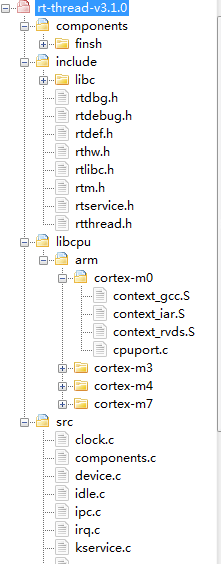 rt-thread-v3.1.0
components
finsh
include
libc
rtdbg.h
rtdebug.h
rtdef.h
rthw.h
rtlibc.h
rtm.h
rtservice.h
rtthread.h
libcpu
arm
cortex-m0
context_gcc.S
context_iar.S
context_rvds.S
cpuport.c
cortex-m3
cortex-m4
cortex-m7
src
clock.c
components.c
device.c
idle.c
ipc.c
irq.c
kservice.c